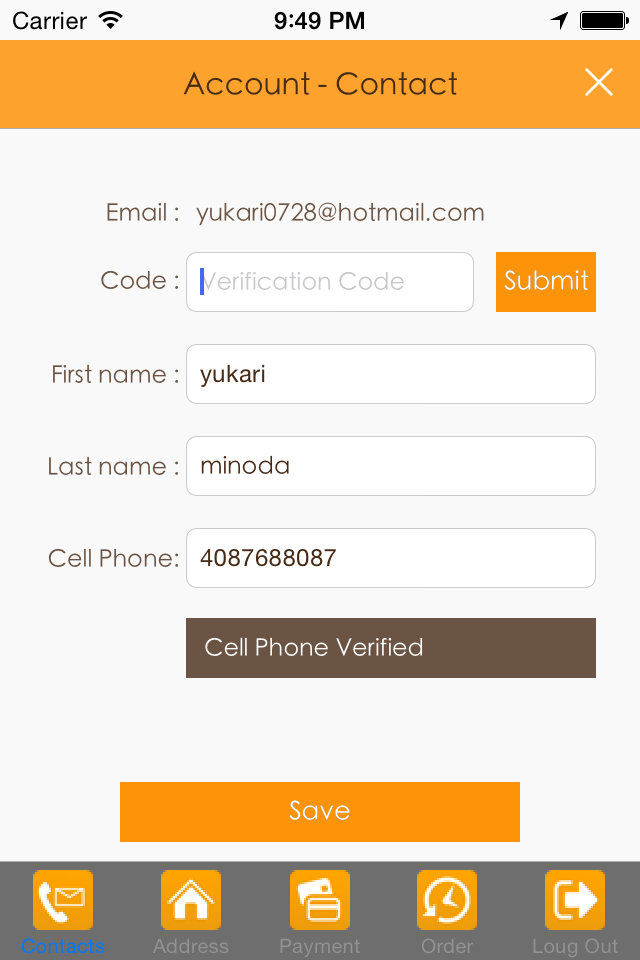 Carrier 9:49 PM
Account - Contact
Email : yukari0728@hotmail.com
Code : Verification Code Submit
First name : yukari
Last name : minoda
Cell Phone: 4087688087
Cell Phone Verified
Save
Contacts Address Payment Order Loug Out